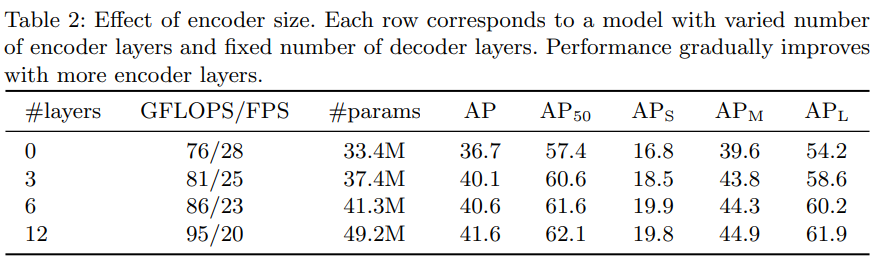 Table 2: Effect of encoder size. Each row corresponds to a model with varied number
of encoder layers and fixed number of decoder layers. Performance gradually improves
with more encoder layers.
#layers GFLOPS/FPS #params AP AP50 APS APM APL
0 76/28 33.4M 36.7 57.4 16.8 39.6 54.2
3 81/25 37.4M 40.1 60.6 18.5 43.8 58.6
6 86/23 41.3M 40.6 61.6 19.9 44.3 60.2
12 95/20 49.2M 41.6 62.1 19.8 44.9 61.9